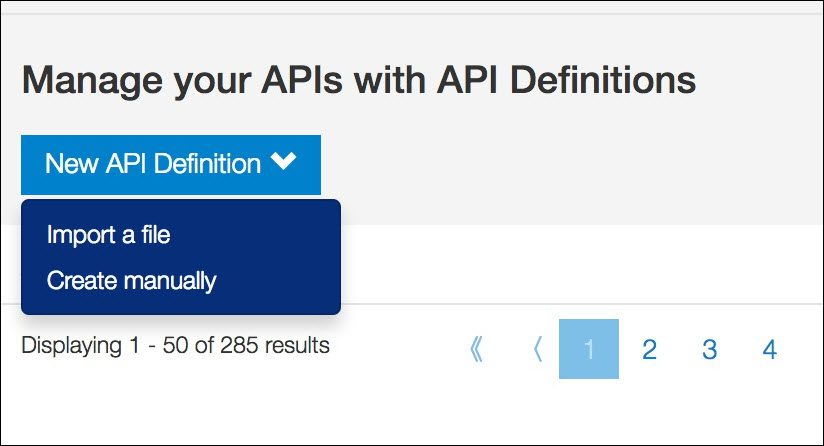 Manage your APIs with API Definitions
New API Definition
Import a file
Create manually
Displaying 1 - 50 of 285 results 《 〈 1 2 3 4